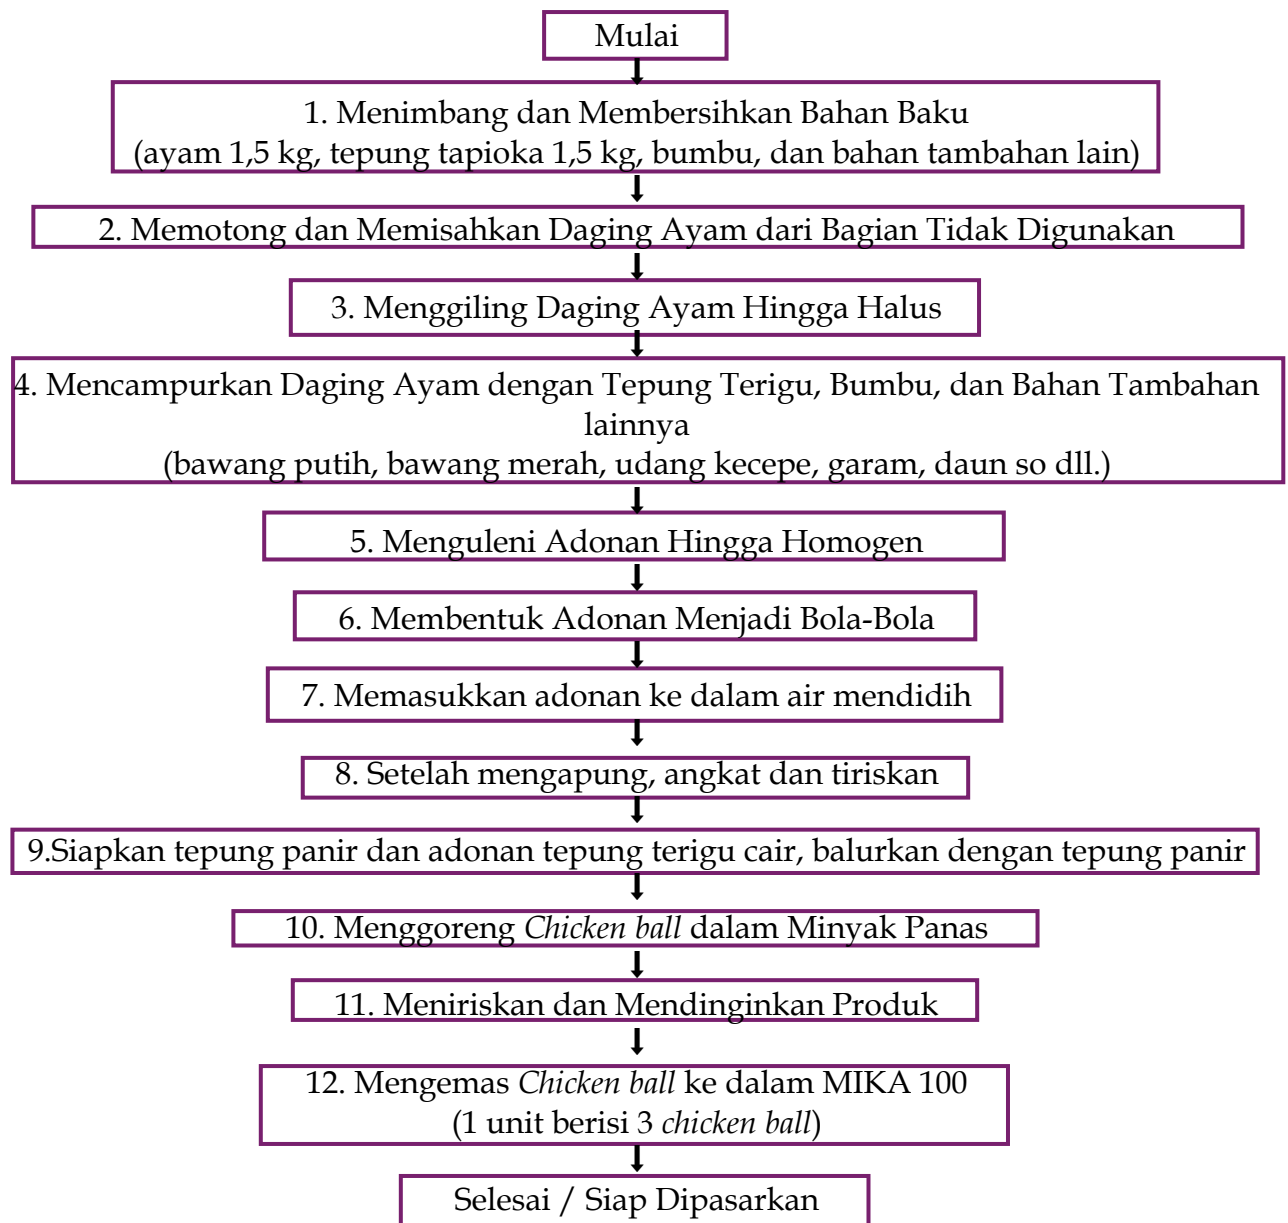 Mulai
1. Menimbang dan Membersihkan Bahan Baku
(ayam 1,5 kg, tepung tapioka 1,5 kg, bumbu, dan bahan tambahan lain)
2. Memotong dan Memisahkan Daging Ayam dari Bagian Tidak Digunakan
3. Menggiling Daging Ayam Hingga Halus
4. Mencampurkan Daging Ayam dengan Tepung Terigu, Bumbu, dan Bahan Tambahan
lainnya
(bawang putih, bawang merah, udang kecepe, garam, daun so dll.)
5. Menguleni Adonan Hingga Homogen
6. Membentuk Adonan Menjadi Bola-Bola
7. Memasukkan adonan ke dalam air mendidih
8. Setelah mengapung, angkat dan tiriskan
9.Siapkan tepung panir dan adonan tepung terigu cair, balurkan dengan tepung panir
10. Menggoreng Chicken ball dalam Minyak Panas
11. Meniriskan dan Mendinginkan Produk
12. Mengemas Chicken ball ke dalam MIKA 100
(1 unit berisi 3 chicken ball)
Selesai / Siap Dipasarkan